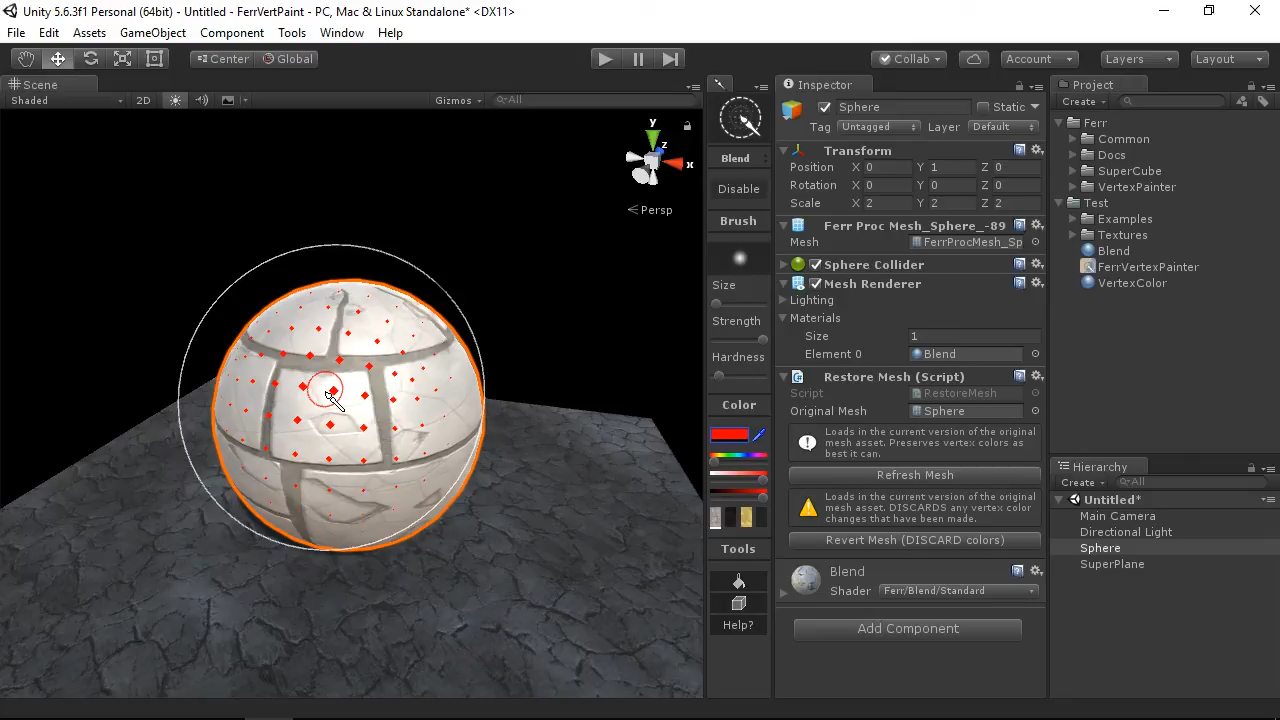 Unity 5.6.3f1 Personal (64bit) - Untitled - FerrVertPaint - PC, Mac & Linux Standalone* <DX11>
File Edit Assets GameObject Component Tools Window Help
Center Global Collab Account Layers Layout
Scene
Shaded 2D Gizmos All
y
z
x
Persp
Blend
Disable
Brush
Size
Strength
Hardness
Color
Tools
Help?
Inspector
Sphere Static
Tag Untagged Layer Default
Transform
Position X 0 Y 1 Z 0
Rotation X 0 Y 0 Z 0
Scale X 2 Y 2 Z 2
Ferr Proc Mesh_Sphere_-89
Mesh FerrProcMesh_Sp
Sphere Collider
Mesh Renderer
Lighting
Materials
Size 1
Element 0 Blend
Restore Mesh (Script)
Script RestoreMesh
Original Mesh Sphere
Loads in the current version of the original
mesh asset. Preserves vertex colors as
best it can.
Refresh Mesh
Loads in the current version of the original
mesh asset. DISCARDS any vertex color
changes that have been made.
Revert Mesh (DISCARD colors)
Blend
Shader Ferr/Blend/Standard
Add Component
Project
Create
Ferr
Common
Docs
SuperCube
VertexPainter
Test
Examples
Textures
Blend
FerrVertexPainter
VertexColor
Hierarchy
Create All
Untitled*
Main Camera
Directional Light
Sphere
SuperPlane